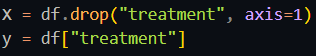 X = df.drop("treatment", axis=1)
y = df["treatment"]